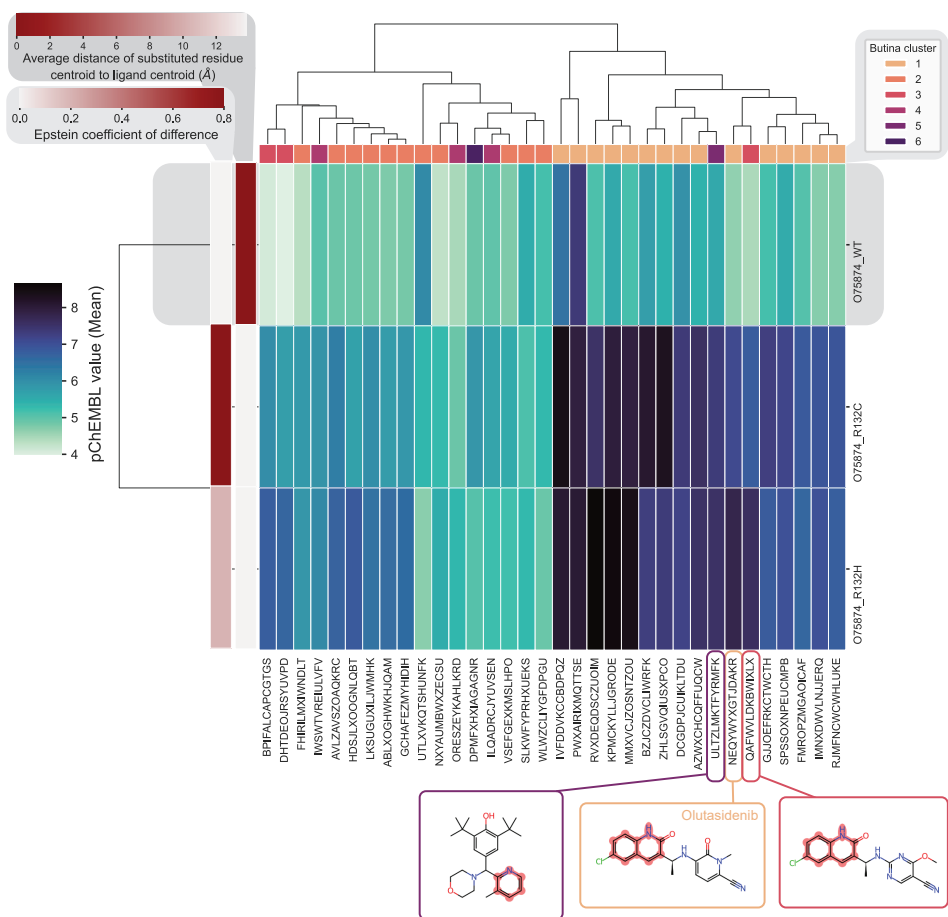 0 2 4 6 8 10 12
Average distance of substituted residue
centroid to ligand centroid (Å)
0.0 0.2 0.4 0.6 0.8
Epstein coefficient of difference
Butina cluster
1
2
3
4
5
6
8
7
6
5
4
pChEMBL value (Mean)
O75874_WT
O75874_R132C
O75874_R132H
BPIFALCAPCGTGS
DHTDEOJRSYUVPD
FHIRILMXIWNDLT
IWSWTVREIULVFV
AVLZAVSZOAQKRC
HDSJLXOOGNLQBT
LKSUGUXILJWMHK
ABLXOGHWKHJQAM
GCHAFEZMYHIDIH
UTLXVKQTSHUNFK
NXYAUMBWXZECSU
ORESZEYKAHLKRD
DPMFXHXIAGAGNR
ILQADRCJYUVSEN
VSEFGEXKMSLHPO
SLKWFYPRHXUEKS
WLWZCLIYGFDPGU
IVFDDVKCCBDPQZ
PWXAIRIXMQTTSE
RVXDEQDSCZUOIM
KPMCKYLLJGRODE
MMXVCJZOSNTZOU
BZJCZDVCLIWRFK
ZHLSGVQIUSXPCO
DCGDPJCUIKLTDU
AZWXCHCQFFUQCW
ULTZLMKTFYRMFK
NEQYWYXGTJDAKR
QAFWVLDKBWIXLX
GJJOEFRKCTWCTH
SPSSOXNPEUCMPB
FMROPZMGAOICAF
IMNXDWVLNJJERQ
RJMFNCWCWHLUKE
Olutasidenib
OH
N
O
N
H
N
O
Cl
N
H
O
N
N
H
N
O
Cl
N
H
N
N
O
N